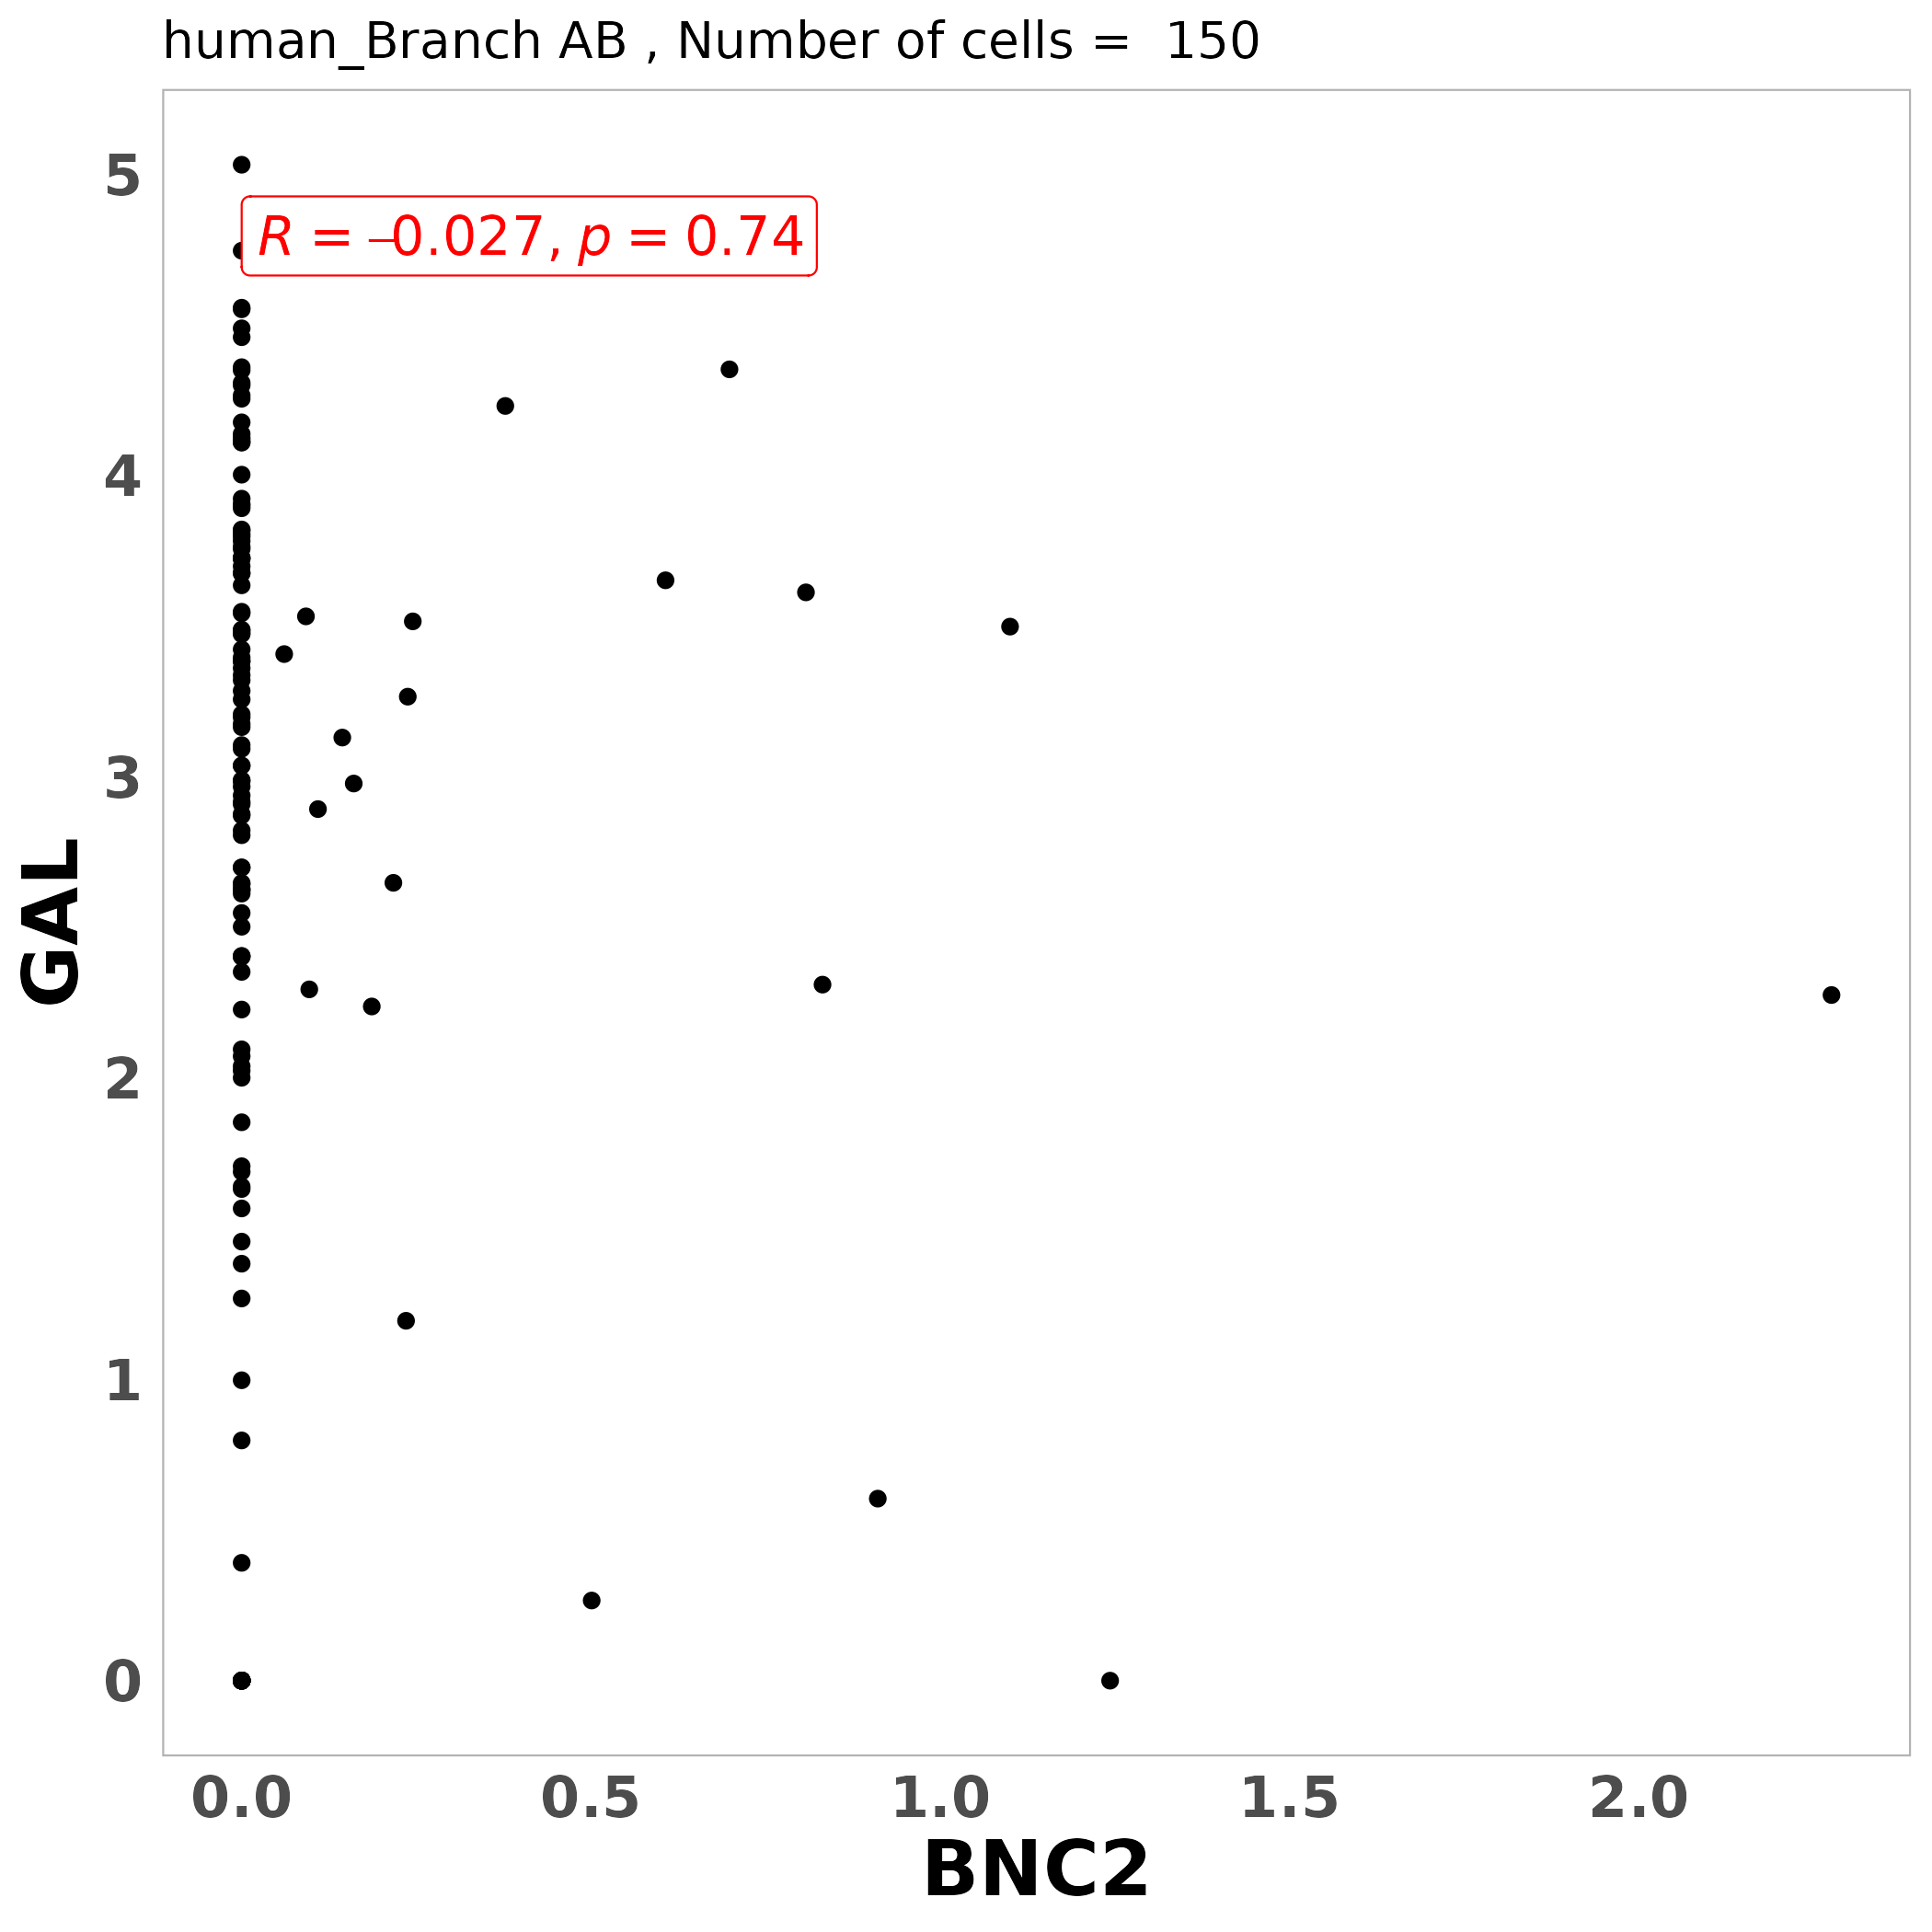 human_Branch AB , Number of cells =  150
5
R = –0.027, p = 0.74
4
3
GAL
2
1
0
0.0 0.5 1.0 1.5 2.0
BNC2